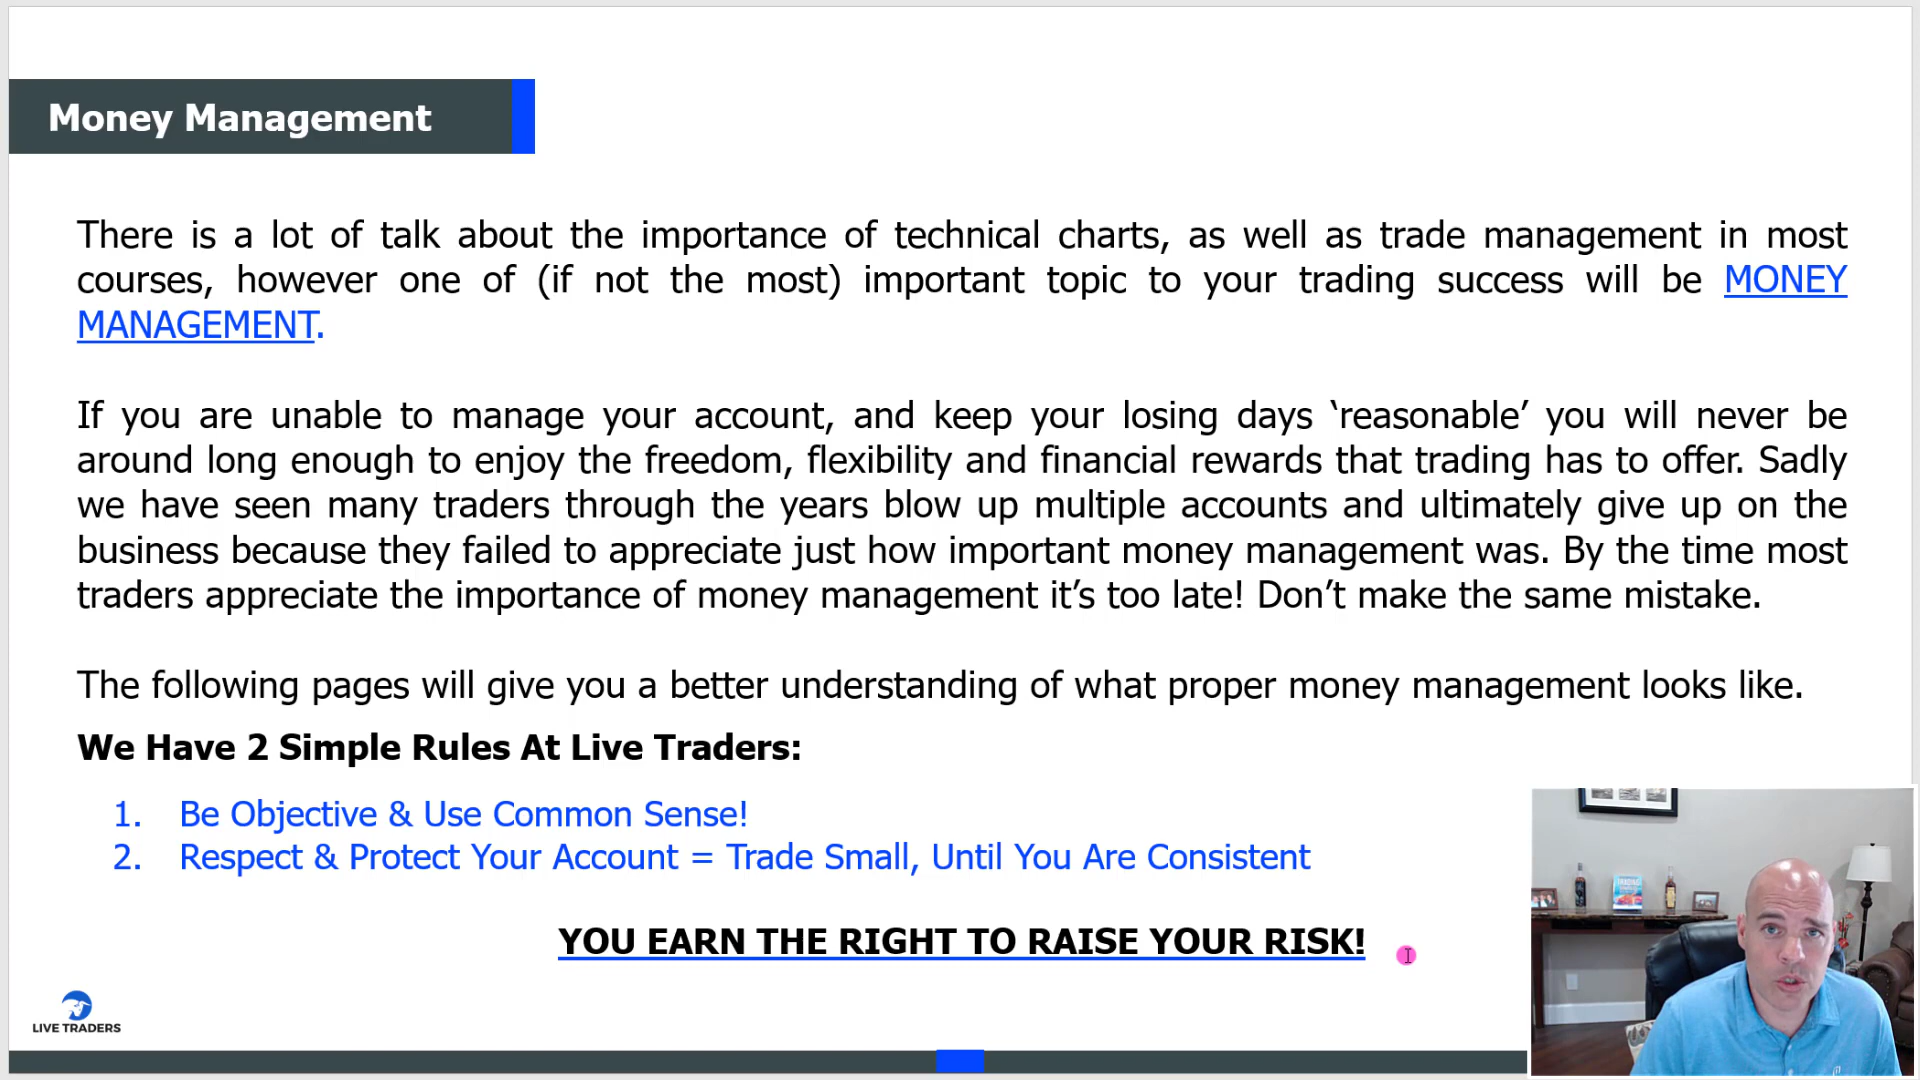 Money Management
There is a lot of talk about the importance of technical charts, as well as trade management in most
courses, however one of (if not the most) important topic to your trading success will be MONEY
MANAGEMENT.
If you are unable to manage your account, and keep your losing days ‘reasonable’ you will never be
around long enough to enjoy the freedom, flexibility and financial rewards that trading has to offer. Sadly
we have seen many traders through the years blow up multiple accounts and ultimately give up on the
business because they failed to appreciate just how important money management was. By the time most
traders appreciate the importance of money management it’s too late! Don’t make the same mistake.
The following pages will give you a better understanding of what proper money management looks like.
We Have 2 Simple Rules At Live Traders:
1. Be Objective & Use Common Sense!
2. Respect & Protect Your Account = Trade Small, Until You Are Consistent
YOU EARN THE RIGHT TO RAISE YOUR RISK!
LIVE TRADERS